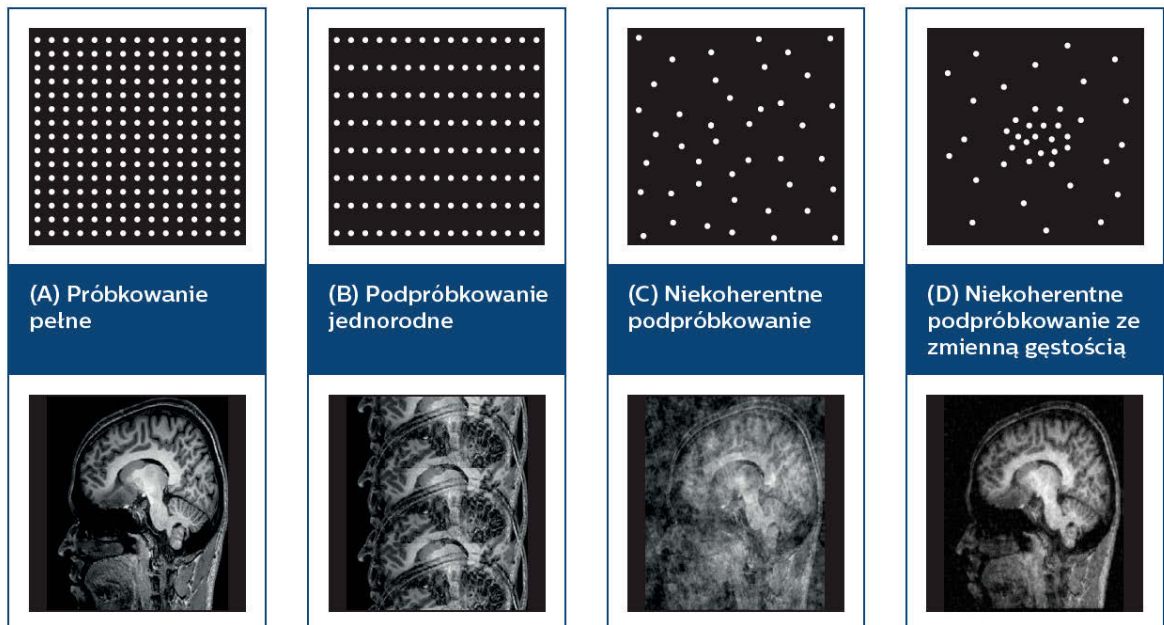 (A) Próbkowanie
pełne
(B) Podpróbkowanie
jednorodne
(C) Niekoherentne
podpróbkowanie
(D) Niekoherentne
podpróbkowanie ze
zmienną gęstością